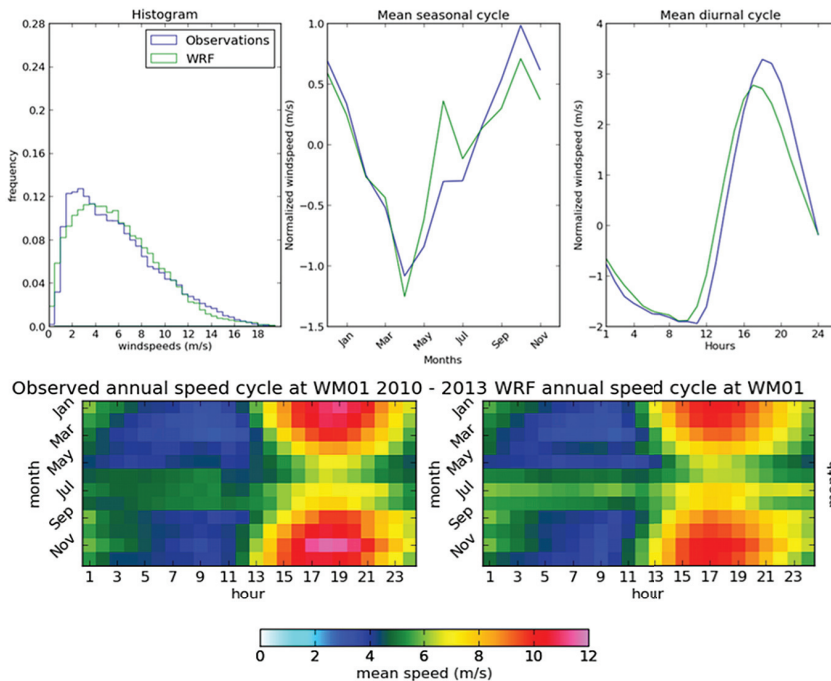 Histogram
Observations
WRF
frequency
0.28
0.24
0.20
0.16
0.12
0.08
0.04
0.0
0 2 4 6 8 10 12 14 16 18
windspeeds (m/s)
Mean seasonal cycle
Normalized windspeed (m/s)
1.0
0.5
0.0
−0.5
−1.0
−1.5
Jan Mar May Jul Sep Nov
Months
Mean diurnal cycle
Normalized windspeed (m/s)
4
3
2
1
0
−1
−2
1 4 8 12 16 20 24
Hours
Observed annual speed cycle at WM01 2010 - 2013 WRF annual speed cycle at WM01
month
Jan
Mar
May
Jul
Sep
Nov
1 3 5 7 9 11 13 15 17 19 21 23
hour
month
Jan
Mar
May
Jul
Sep
Nov
1 3 5 7 9 11 13 15 17 19 21 23
hour
month
0 2 4 6 8 10 12
mean speed (m/s)